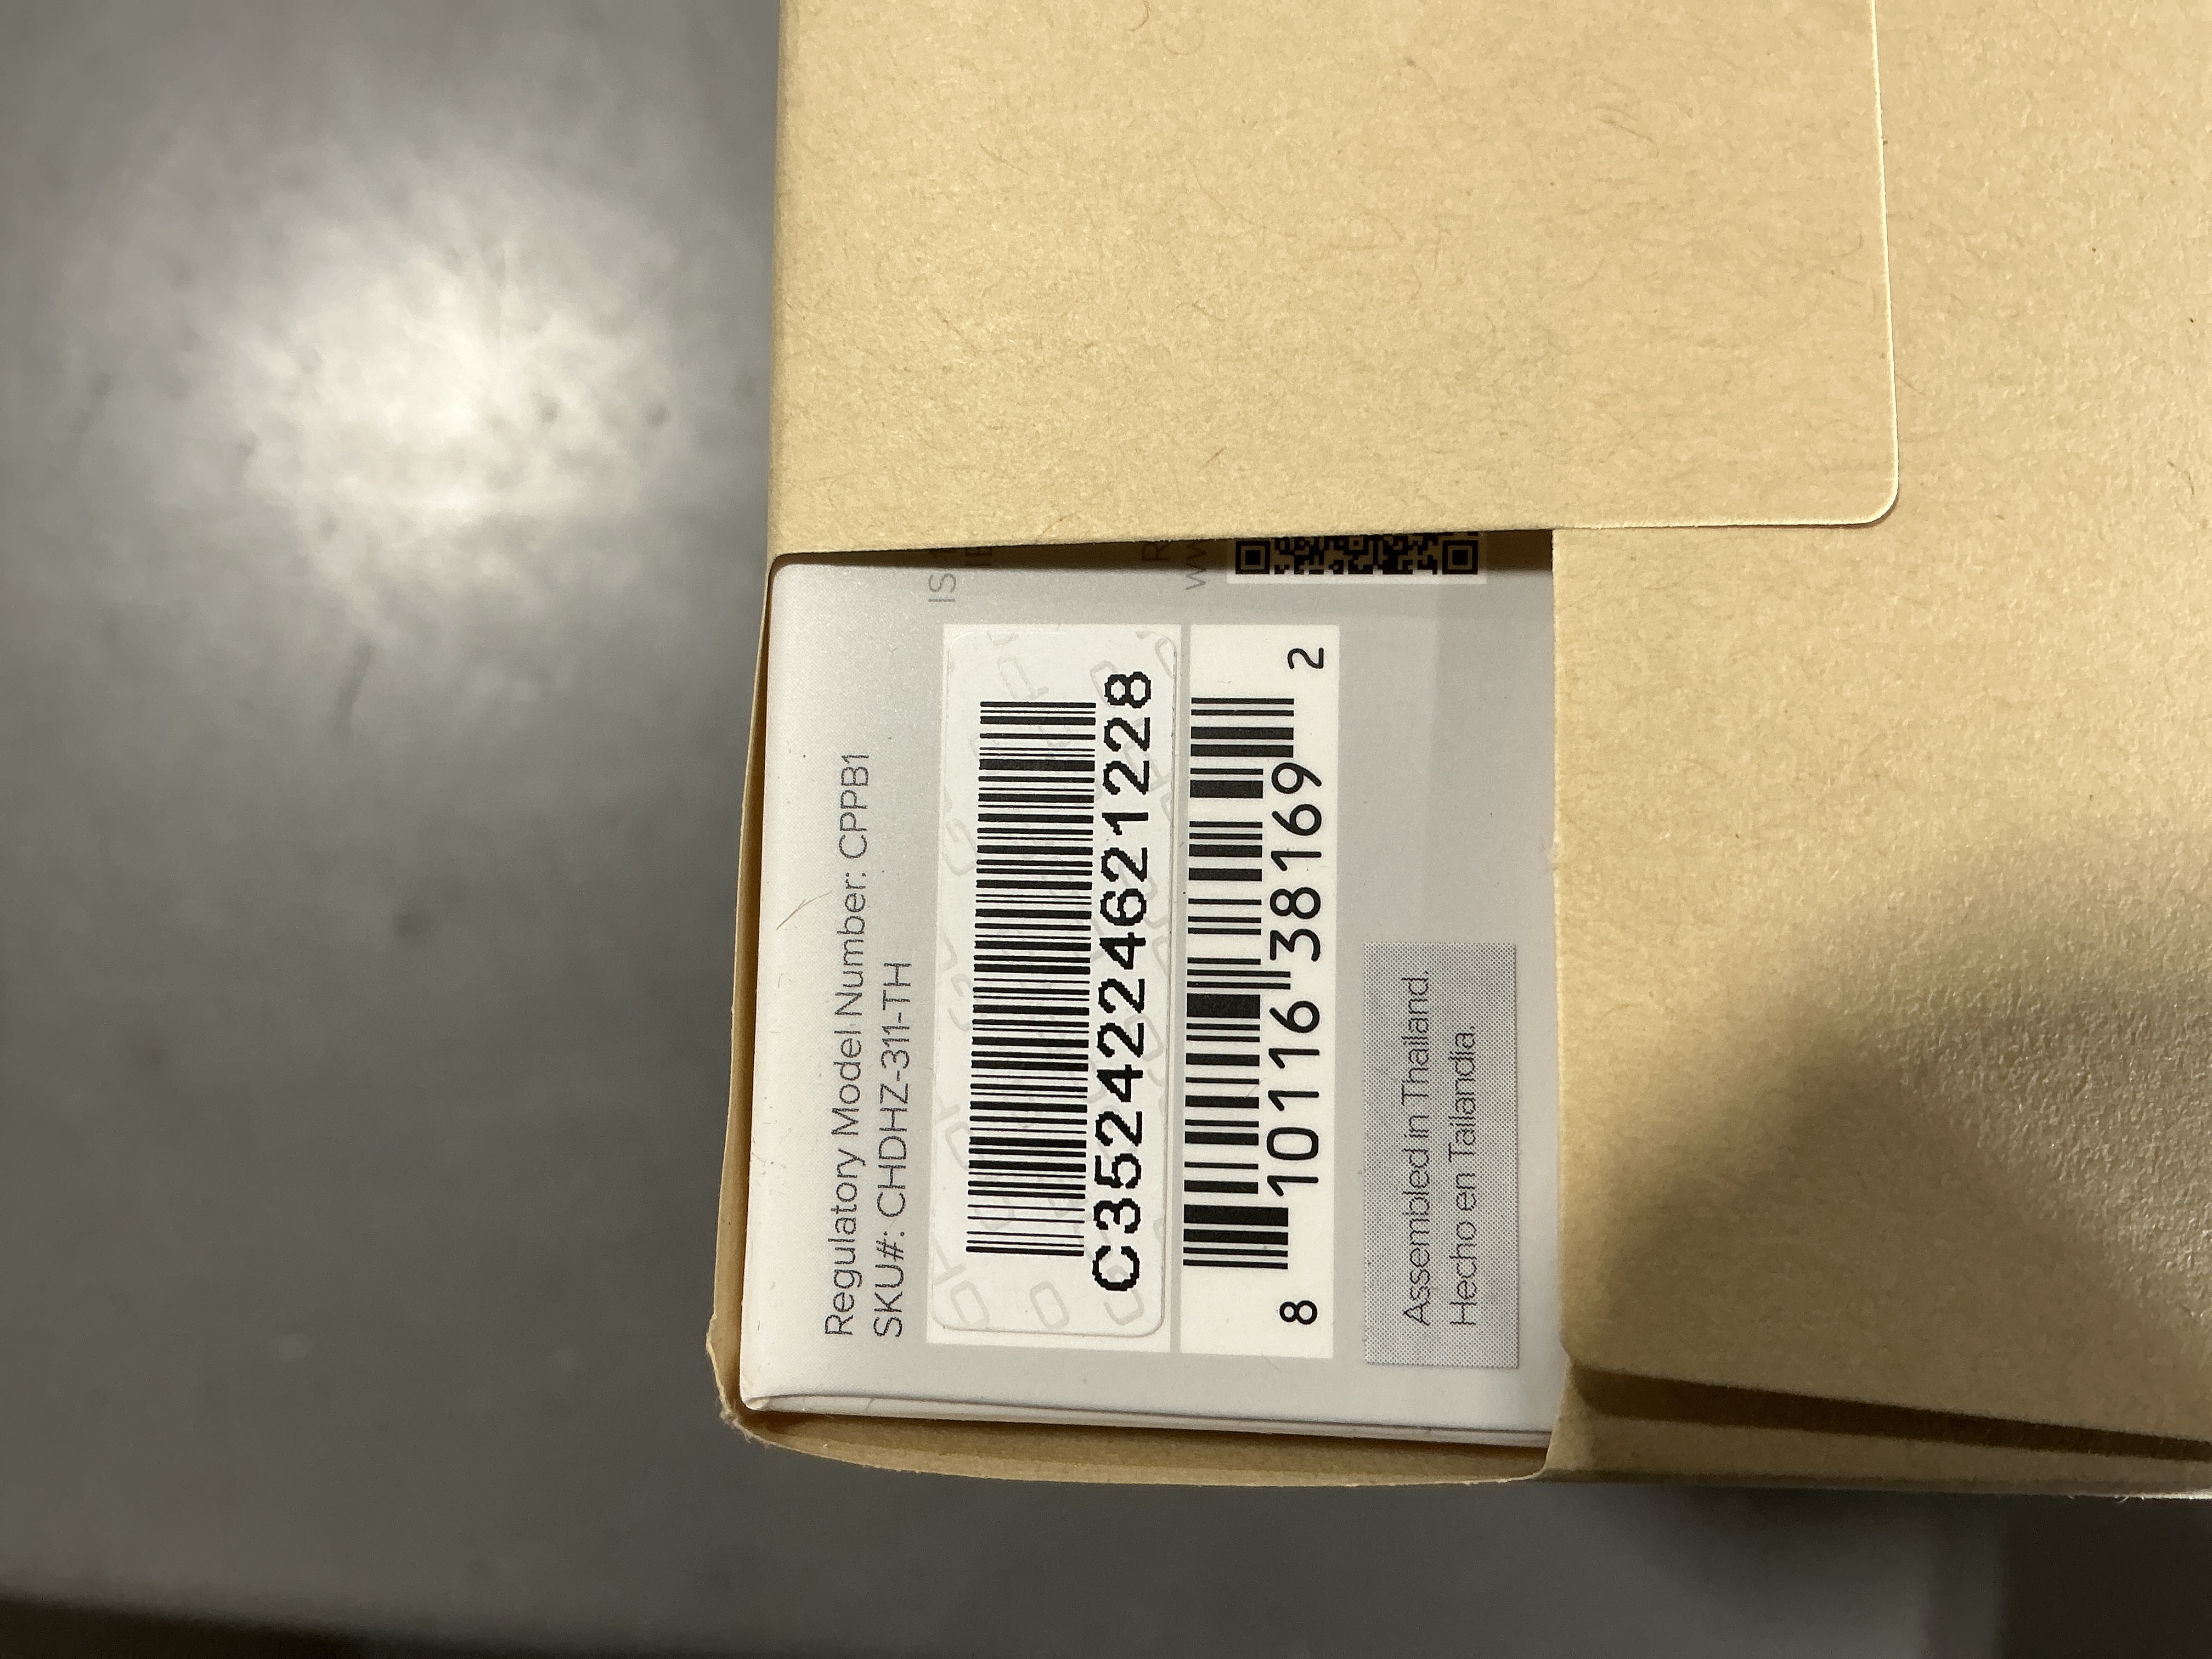 Regulatory Model Number: CPPB1
SKU#: CHDHZ-311-TH
C3524224621228
8 10116 38169 2
Assembled in Thailand.
Hecho en Tailandia.